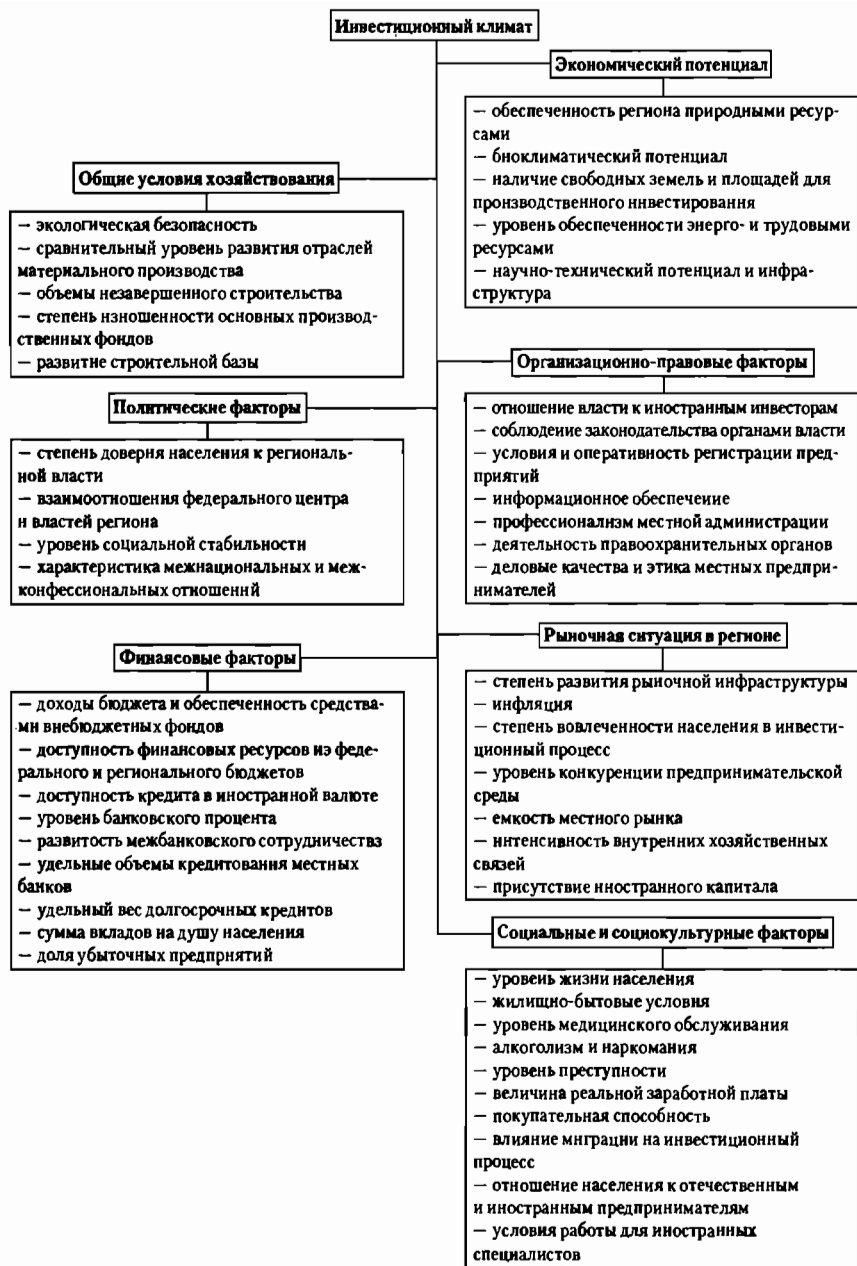 Инвестиционный климат
Экономический потенциал
— обеспеченность региона природными ресур-
сами
— биоклиматический потенциал
— наличие свободных земель и площадей для
производственного инвестирования
— уровень обеспеченности энерго- и трудовыми
ресурсами
— научно-технический потенциал и инфра-
структура
Общие условия хозяйствования
— экологическая безопасность
— сравнительный уровень развития отраслей
материального производства
— объемы незавершенного строительства
— степень изношенности основных производ-
ственных фондов
— развитие строительной базы
Организационно-правовые факторы
— отношение власти к иностранным инвесторам
— соблюдение законодательства органами власти
— условия и оперативность регистрации пред-
приятий
— информационное обеспечение
— профессионализм местной администрации
— деятельность правоохранительных органов
— деловые качества и этика местных предпри-
нимателей
Политические факторы
— степень доверия населения к региональ-
ной власти
— взаимоотношения федерального центра
и властей региона
— уровень социальной стабильности
— характеристика межнациональных и меж-
конфессиональных отношений
Рыночная ситуация в регионе
— степень развития рыночной инфраструктуры
— инфляция
— степень вовлеченности населения в инвести-
ционный процесс
— уровень конкуренции предпринимательской
среды
— емкость местного рынка
— интенсивность внутренних хозяйственных
связей
— присутствие иностранного капитала
Финаясовые факторы
— доходы бюджета и обеспеченность средства-
ми внебюджетных фондов
— доступность финансовых ресурсов из феде-
рального и регионального бюджетов
— доступность кредита в иностранной валюте
— уровень банковского процента
— развитость межбанковского сотрудничества
— удельные объемы кредитования местных
банков
— удельный вес долгосрочных кредитов
— сумма вкладов на душу населения
— доля убыточных предприятий
Социальные и социокультурные факторы
— уровень жизни населения
— жилищно-бытовые условня
— уровень медицинского обслуживания
— алкоголизм и наркомания
— уровень преступности
— величина реальной заработной платы
— покупательная способность
— влияние миграции на инвестиционный
процесс
— отношение населения к отечественным
и иностранным предпринимателям
— условия работы для иностранных
специалистов